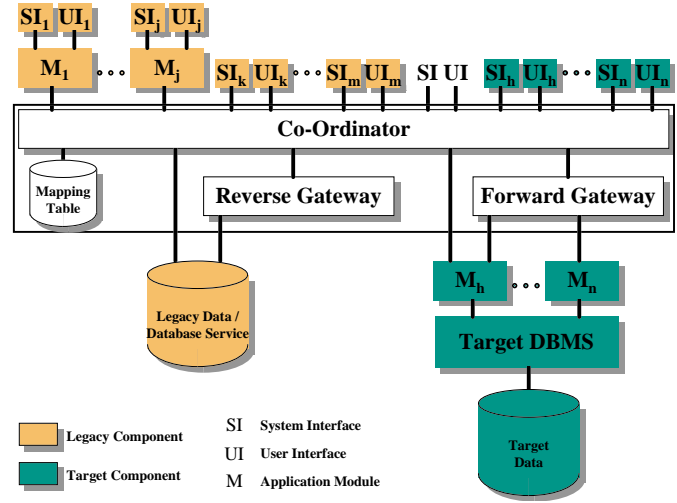 SI1 UI1 SIj UIj
M1 Mj
SIk UIk SIm UIm SI UI SIh UIh SIn UIn
Co-Ordinator
Mapping
Table
Reverse Gateway
Forward Gateway
Mh Mn
Legacy Data /
Database Service
Target DBMS
Target
Data
Legacy Component
Target Component
SI System Interface
UI User Interface
M Application Module